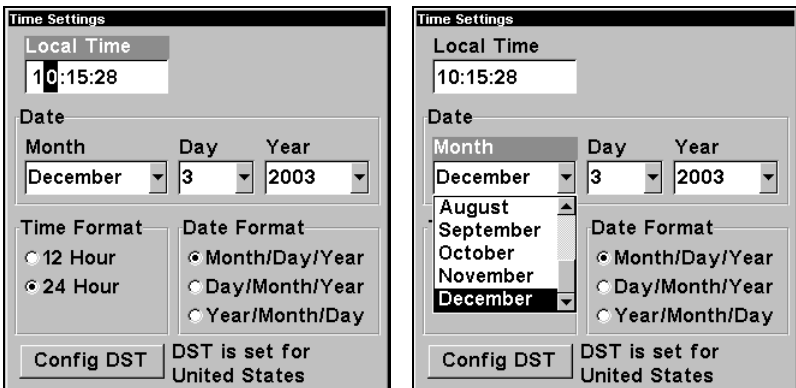 Time Settings
Local Time
10:15:28
Date
Month Day Year
December 3 2003
Time Format Date Format
12 Hour Month/Day/Year
24 Hour Day/Month/Year
Year/Month/Day
Config DST DST is set for
United States
Time Settings
Local Time
10:15:28
Date
Month Day Year
December 3 2003
August
September
October
November
December
Date Format
Month/Day/Year
Day/Month/Year
Year/Month/Day
Config DST DST is set for
United States